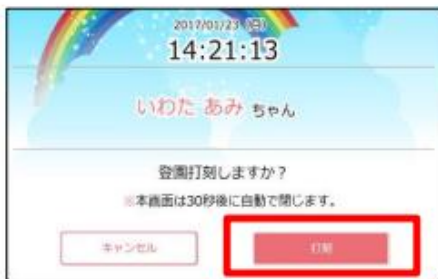 2017/01/23 (月)
14:21:13
いわた あみ ちゃん
登園打刻しますか？
※本画面は30秒後に自動で閉じます。
キャンセル
打刻